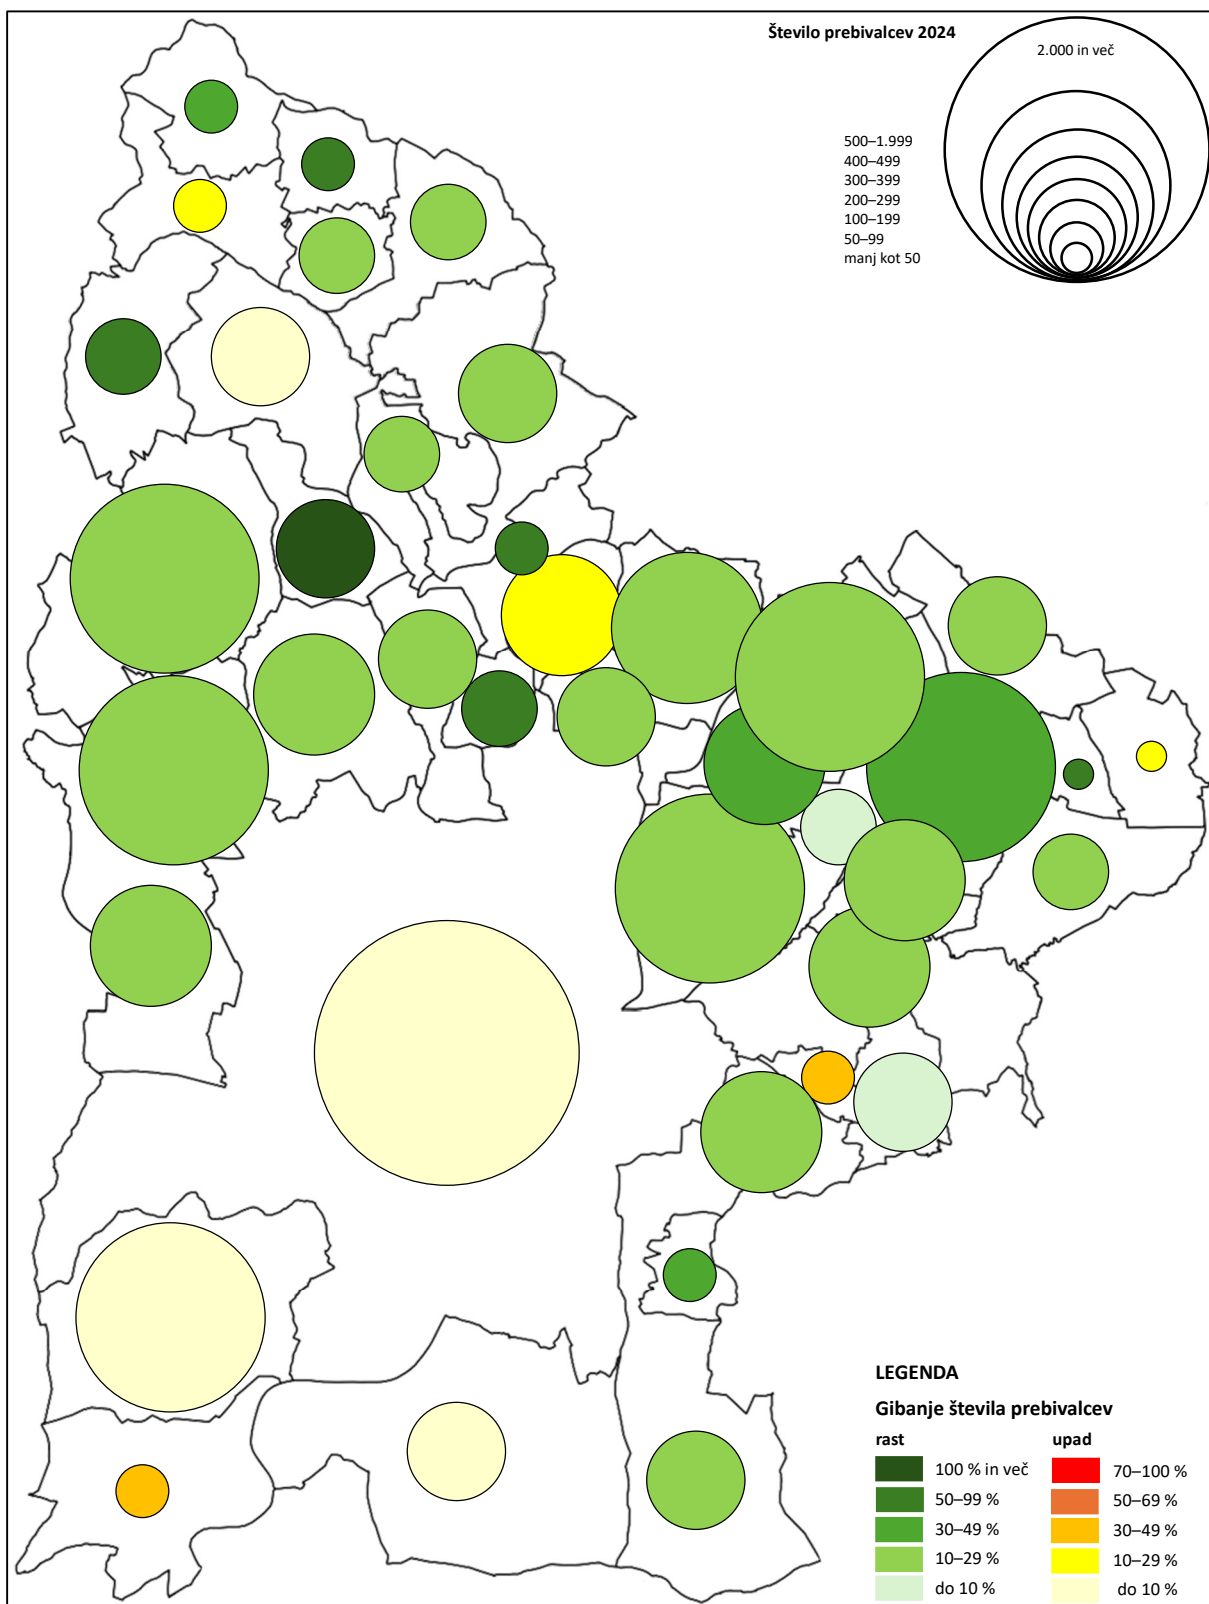 Število prebivalcev 2024
2.000 in več
500–1.999
400–499
300–399
200–299
100–199
50–99
manj kot 50
LEGENDA
Gibanje števila prebivalcev
rast upad
100 % in več 70–100 %
50–99 % 50–69 %
30–49 % 30–49 %
10–29 % 10–29 %
do 10 % do 10 %